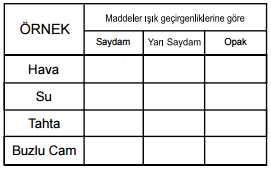 ÖRNEK
Maddeler ışık geçirgenliklerine göre
Saydam Yarı Saydam Opak
Hava
Su
Tahta
Buzlu Cam